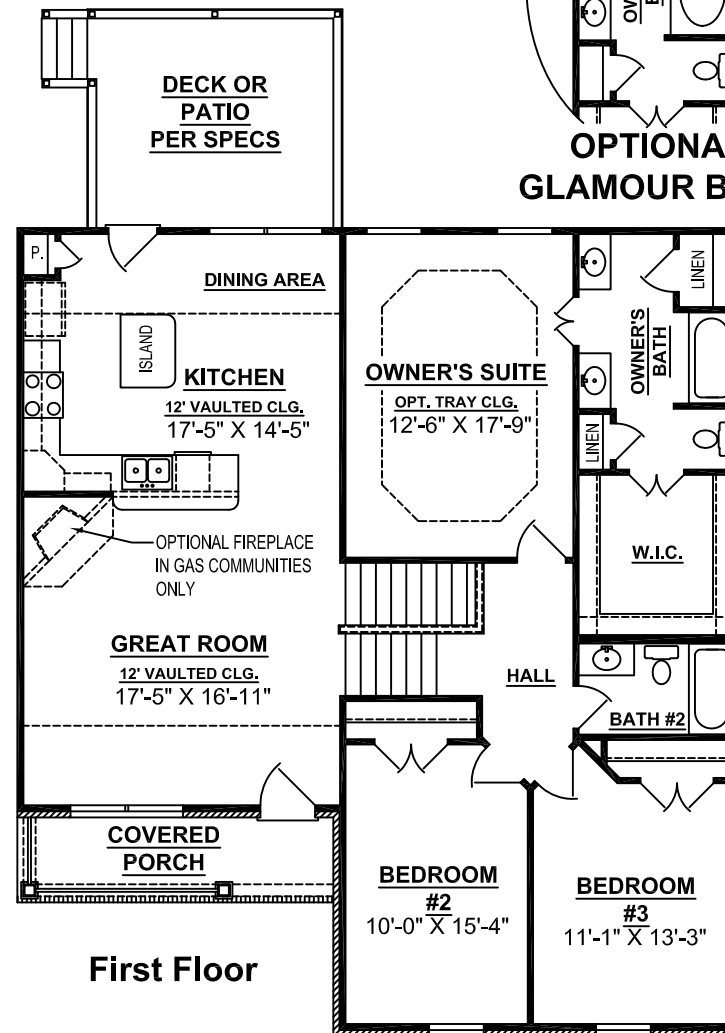 DECK OR
PATIO
PER SPECS
OPTIONA
GLAMOUR B
P.
DINING AREA
ISLAND
KITCHEN
12' VAULTED CLG.
17'-5" X 14'-5"
OWNER'S SUITE
OPT. TRAY CLG.
12'-6" X 17'-9"
LINEN
OWNER'S
BATH
LINEN
W.I.C.
OPTIONAL FIREPLACE
IN GAS COMMUNITIES
ONLY
GREAT ROOM
12' VAULTED CLG.
17'-5" X 16'-11"
HALL
BATH #2
COVERED
PORCH
BEDROOM
#2
10'-0" X 15'-4"
BEDROOM
#3
11'-1" X 13'-3"
First Floor